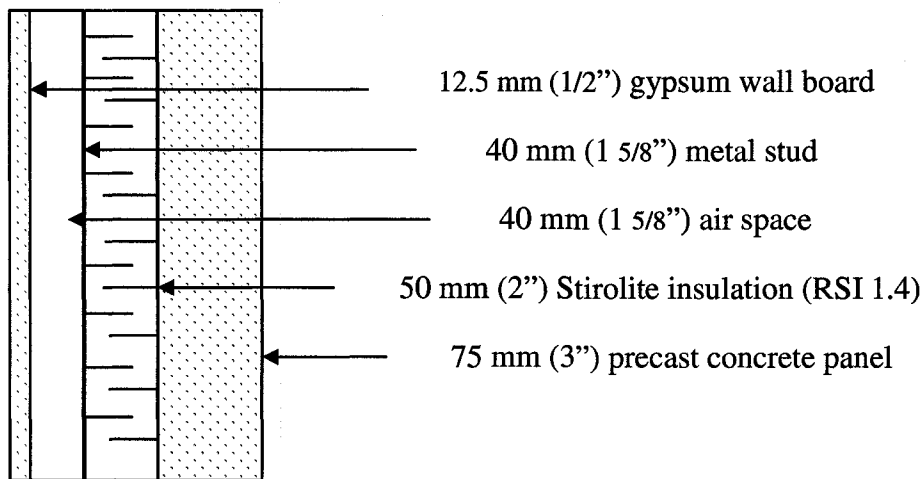 12.5 mm (1/2”) gypsum wall board
40 mm (1 5/8”) metal stud
40 mm (1 5/8”) air space
50 mm (2”) Stirolite insulation (RSI 1.4)
75 mm (3”) precast concrete panel